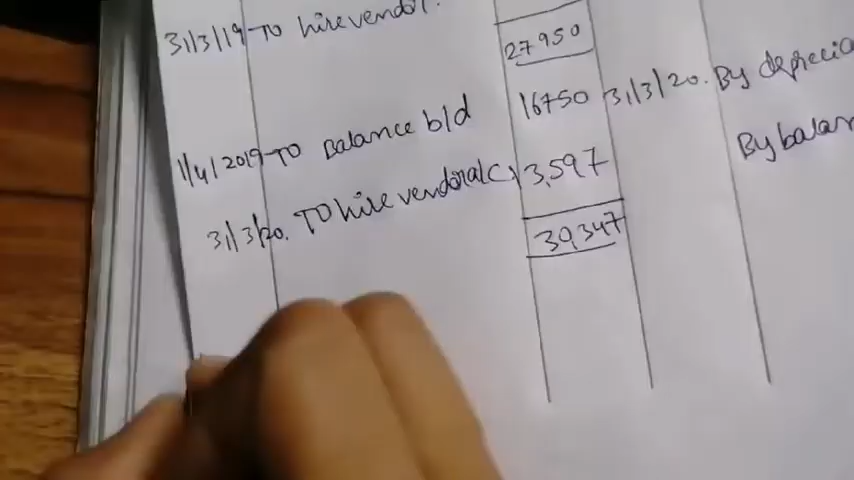 31/3/19 To hire vendor.
27950
1/4/2019 To Balance b/d 16750 31/3/20. By deprecia
31/3/20. To hire vendor a/c 3,597 By balan
30,347